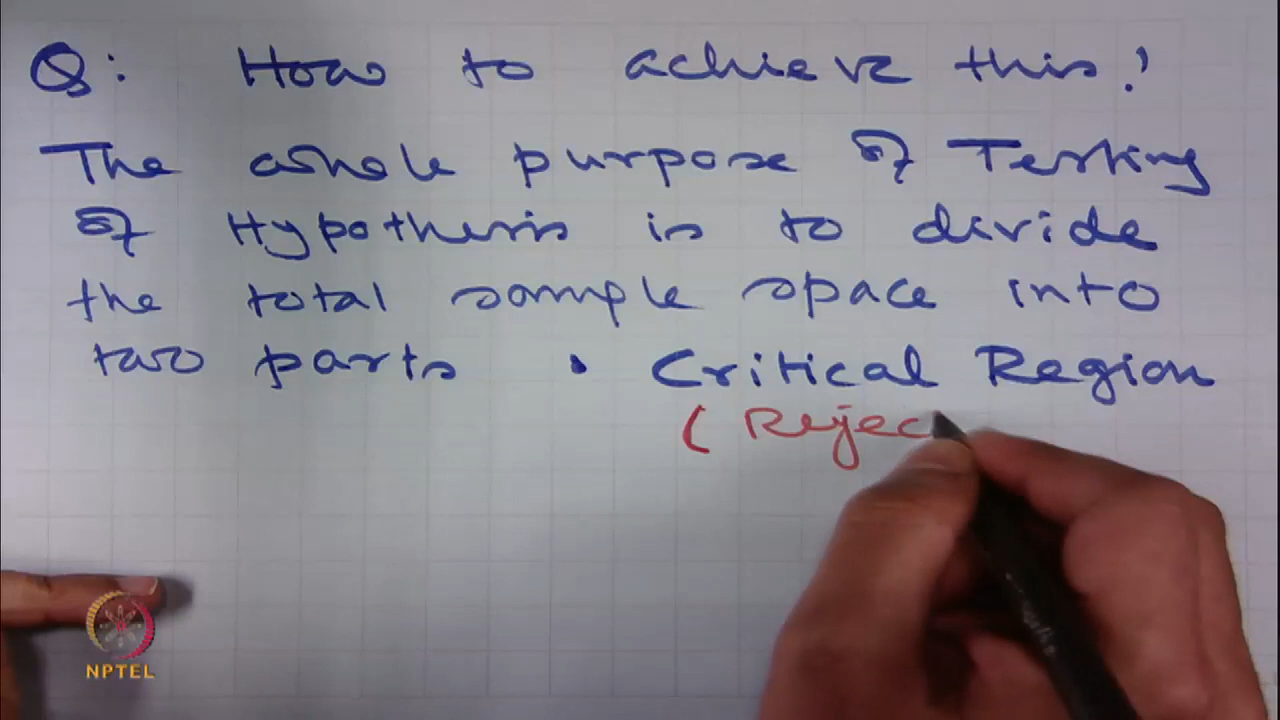 Q: How to achieve this?
The whole purpose of Testing
of Hypothesis is to divide
the total sample space into
two parts • Critical Region
( Rejec
NPTEL